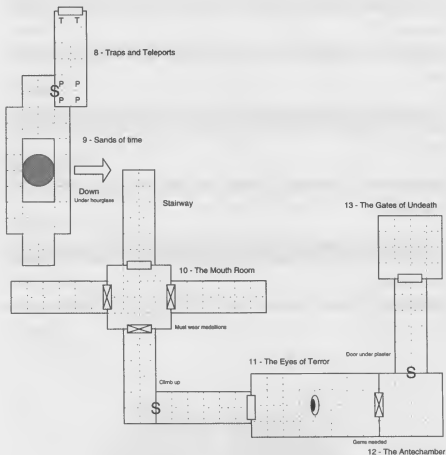 T T
8 - Traps and Teleports
P P
S
P P
9 - Sands of time
Down
Under hourglass
Stairway
13 - The Gates of Undeath
10 - The Mouth Room
Must wear medallions
Door under plaster
11 - The Eyes of Terror
Climb up
S
S
Gems needed
12 - The Antechamber